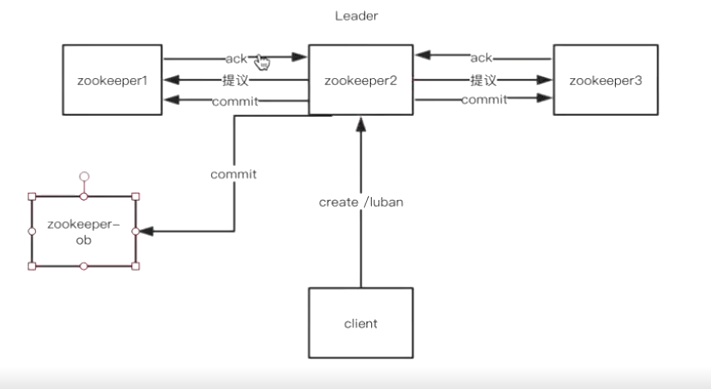 Leader
zookeeper1
ack
提议
commit
zookeeper2
ack
提议
commit
zookeeper3
commit
create /luban
zookeeper-
ob
client